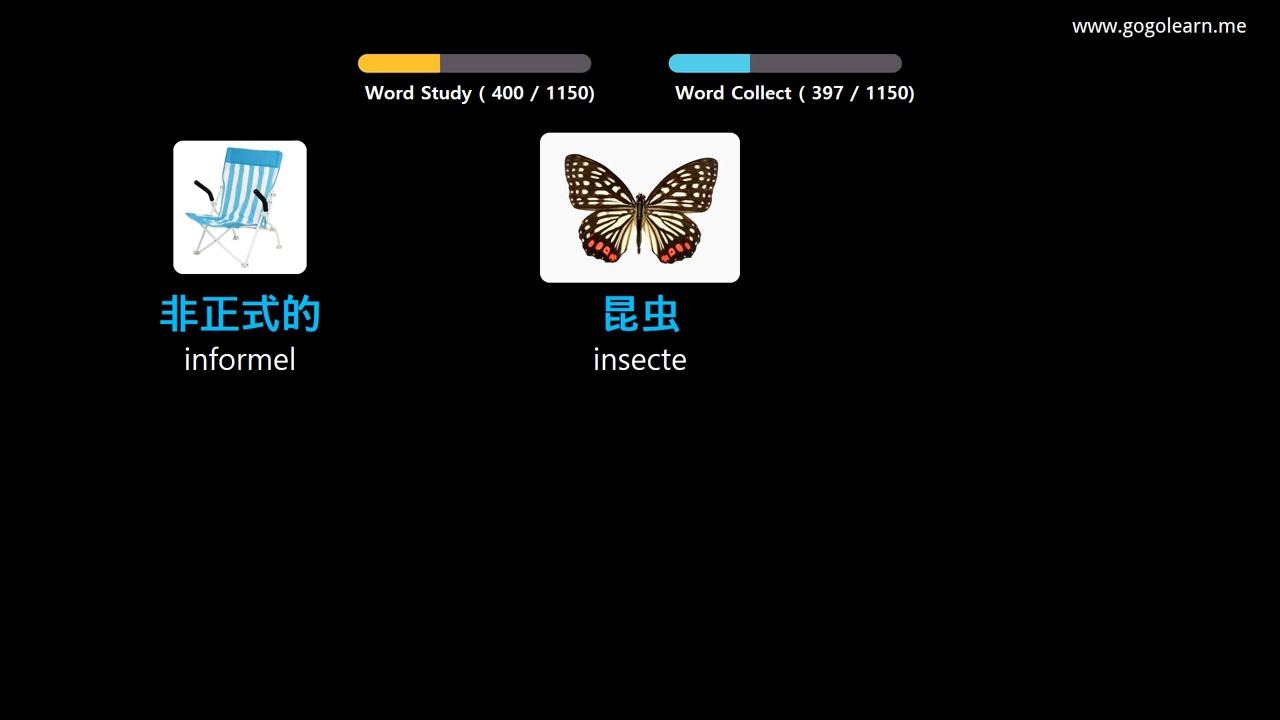 www.gogolearn.me
Word Study ( 400 / 1150)
Word Collect ( 397 / 1150)
非正式的
informel
昆虫
insecte